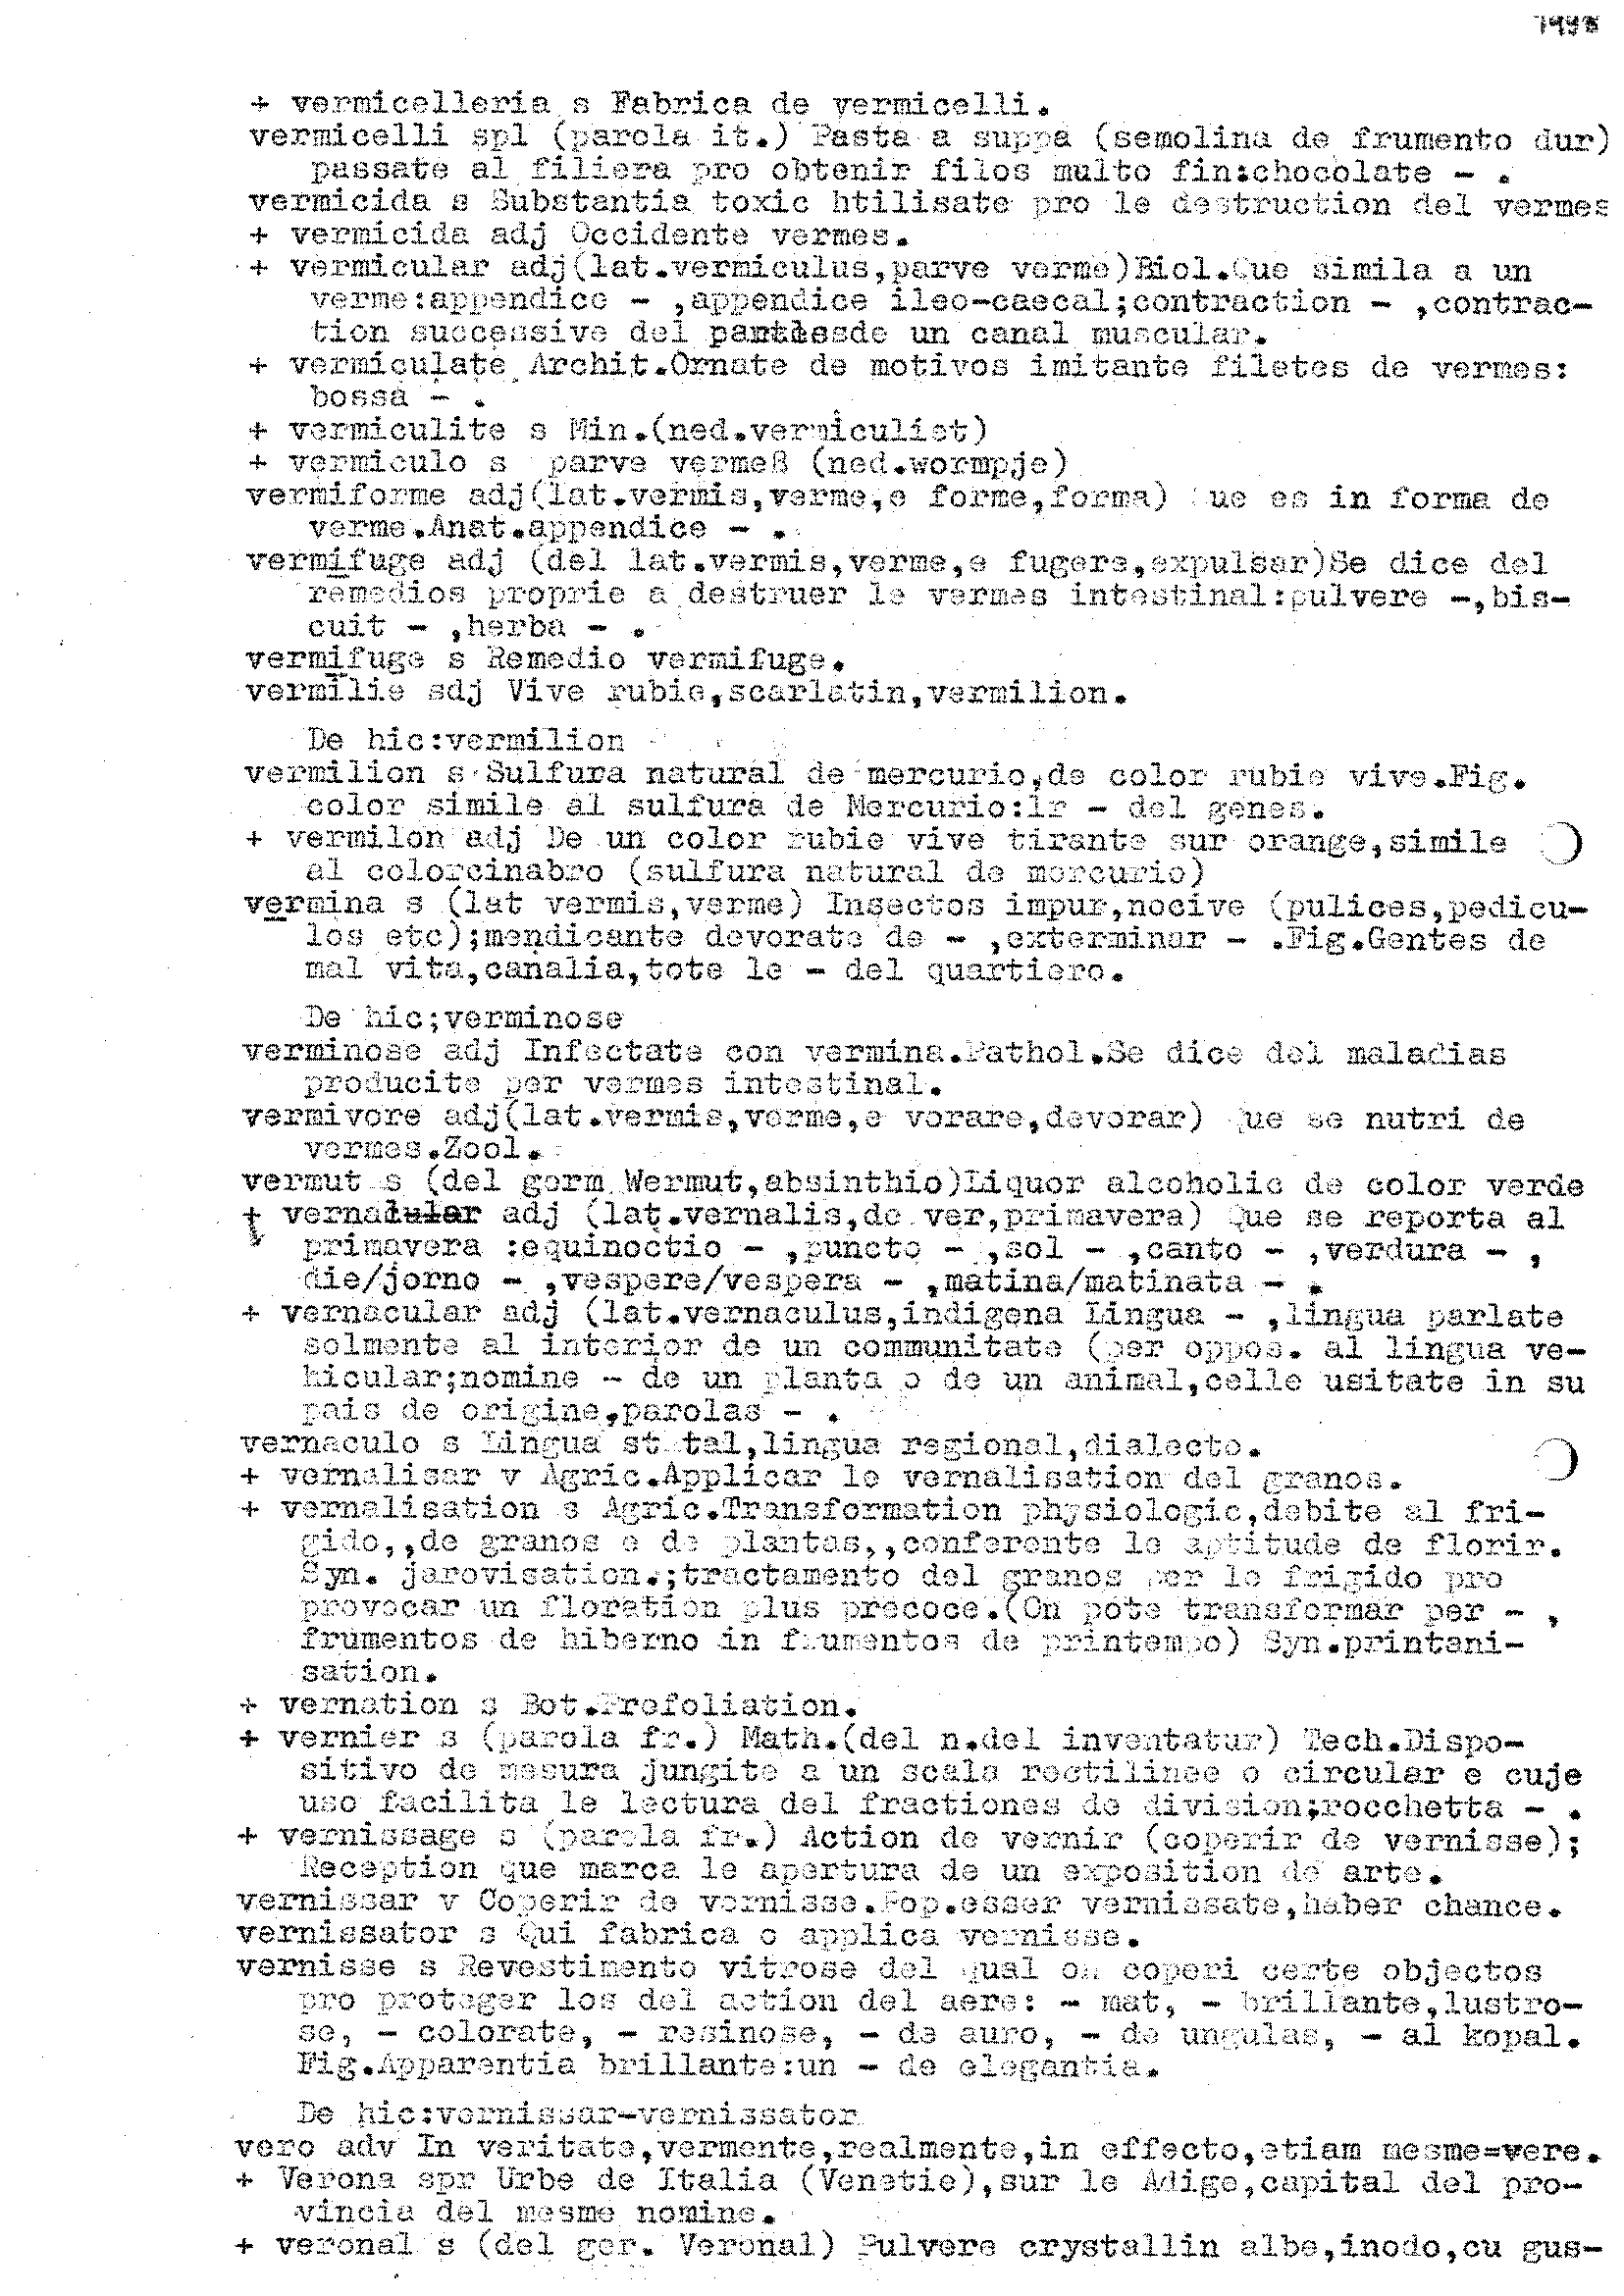 + vermicelleria s Fabrica de vermicelli.
vermicelli spl (parola it.) Pasta a suppa (semolina de frumento dur)
passate al filiera pro obtenir filos multo fin:chocolate - .
vermicida s Substantia toxic htilisate pro le destruction del vermes
+ vermicida adj Occidente vermes.
+ vermicular adj(lat.vermiculus,parve verme)Biol.Que simila a un
verme:appendice - ,appendice ileo-caecal;contraction - ,contrac-
tion successive del de un canal muscular.
+ vermiculate Archit.Ornate de motivos imitante filetes de vermes:
bossa - .
+ vermiculite s Min.(ned.vermiculiet)
+ vermiculo s parve vermeß (ned.wormpje)
vermiforme adj(lat.vermis,verme,e forme,forma) ue es in forma de
verme.Anat.appendice - .
vermifuge adj (del lat.vermis,verme,e fugere,expulsar)Se dice del
remedios proprie a destruer le vermes intestinal:pulvere -,bis-
cuit - ,herba - .
vermifuge s Remedio vermifuge.
vermilie adj Vive rubie,scarlatin,vermilion.
De hic:vermilion
vermilion s Sulfura natural de mercurio,de color rubie vive.Fig.
color simile al sulfura de Mercurio:lr - del genes.
+ vermilon adj De un color rubie vive tirante sur orange,simile
al colorcinabro (sulfura natural de mercurio)
vermina s (lat vermis,verme) Insectos impur,nocive (pulices,pedicu-
los etc);mendicante devorate de - ,exterminar - .Fig.Gentes de
mal vita,canalia,tote le - del quartiero.
De hic;verminose
verminose adj Infectate con vermina.Pathol.Se dice del maladias
producite per vermes intestinal.
vermivore adj(lat.vermis,verme,e vorare,devorar) Que se nutri de
vermes.Zool.
vermut s (del germ Wermut,absinthio)Liquor alcoholic de color verde
+ vernal adj (lat.vernalis,de ver,primavera) Que se reporta al
primavera :equinoctio - ,puncto - ,sol - ,canto - ,verdura - ,
die/jorno - ,vespere/vespera - ,matina/matinata - .
+ vernacular adj (lat.vernaculus,indigena Lingua - ,lingua parlate
solmente al interior de un communitate (per oppos. al lingua ve-
hicular;nomine - de un planta o de un animal,celle usitate in su
pais de origine,parolas - .
vernaculo s Lingua statal,lingua regional,dialecto.
+ vernalisar v Agric.Applicar le vernalisation del granos.
+ vernalisation s Agric.Transformation physiologic,debite al fri-
gido,,de granos e de plantas,,conferente le aptitude de florir.
Syn. jarovisation.;tractamento del granos per le frigido pro
provocar un floration plus precoce.(On pote transformar per - ,
frumentos de hiberno in frumentos de printempo) Syn.printani-
sation.
+ vernation s Bot.Prefoliation.
+ vernier s (parola fr.) Math.(del n.del inventatur) Tech.Dispo-
sitivo de mesura jungite a un scala rectilinee o circular e cuje
uso facilita le lectura del fractiones de division;rocchetta - .
+ vernissage s (parola fr.) Action de vernir (coperir de vernisse);
Reception que marca le apertura de un exposition de arte.
vernissar v Coperir de vernisse.Pop.esser vernissate,haber chance.
vernissator s Qui fabrica o applica vernisse.
vernisse s Revestimento vitrose del qual on coperi certe objectos
pro proteger los del action del aere: - mat, - brillante,lustro-
se, - colorate, - resinose, - de auro, - de ungulas, - al kopal.
Fig.Apparentia brillante:un - de elegantia.
De hic:vernissar-vernissator
vero adv In veritate,vermente,realmente,in effecto,etiam mesme=vere.
+ Verona spr Urbe de Italia (Venetie),sur le Adige,capital del pro-
vincia del mesme nomine.
+ veronal s (del ger. Veronal) Pulvere crystallin albe,inodo,cu gus-